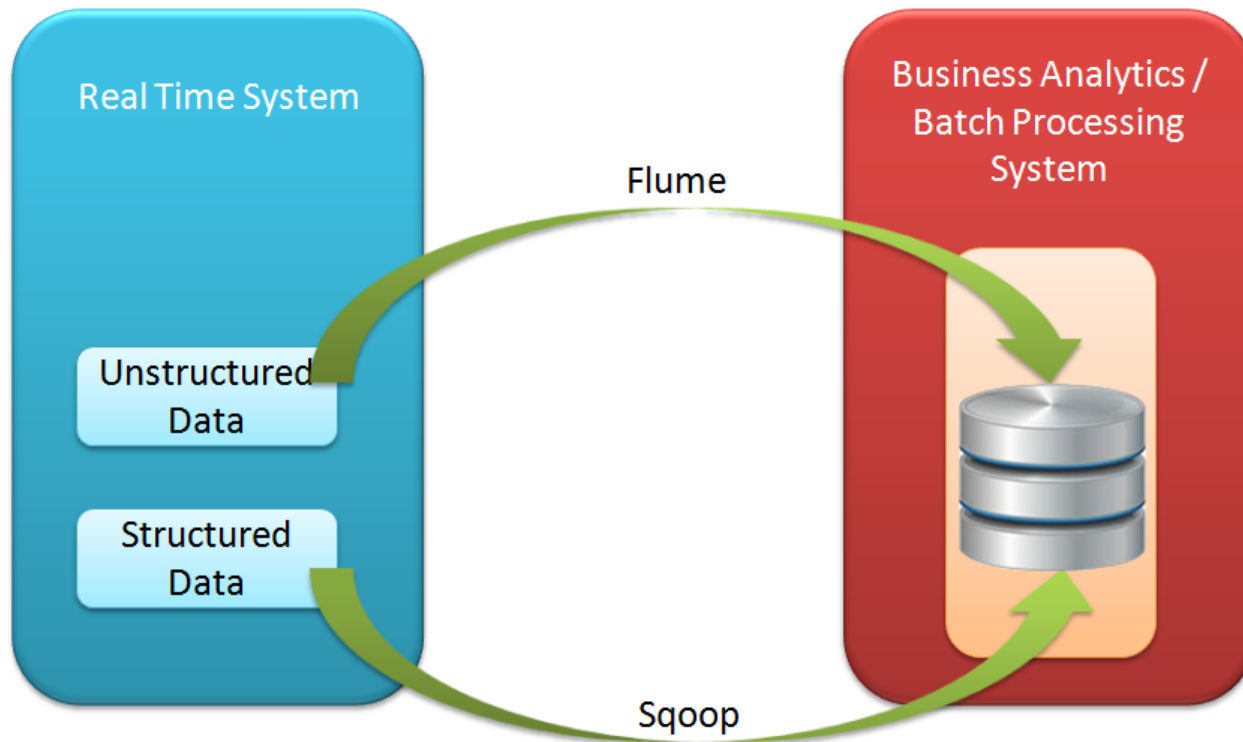 Real Time System
Business Analytics /
Batch Processing
System
Flume
Unstructured
Data
Structured
Data
Sqoop